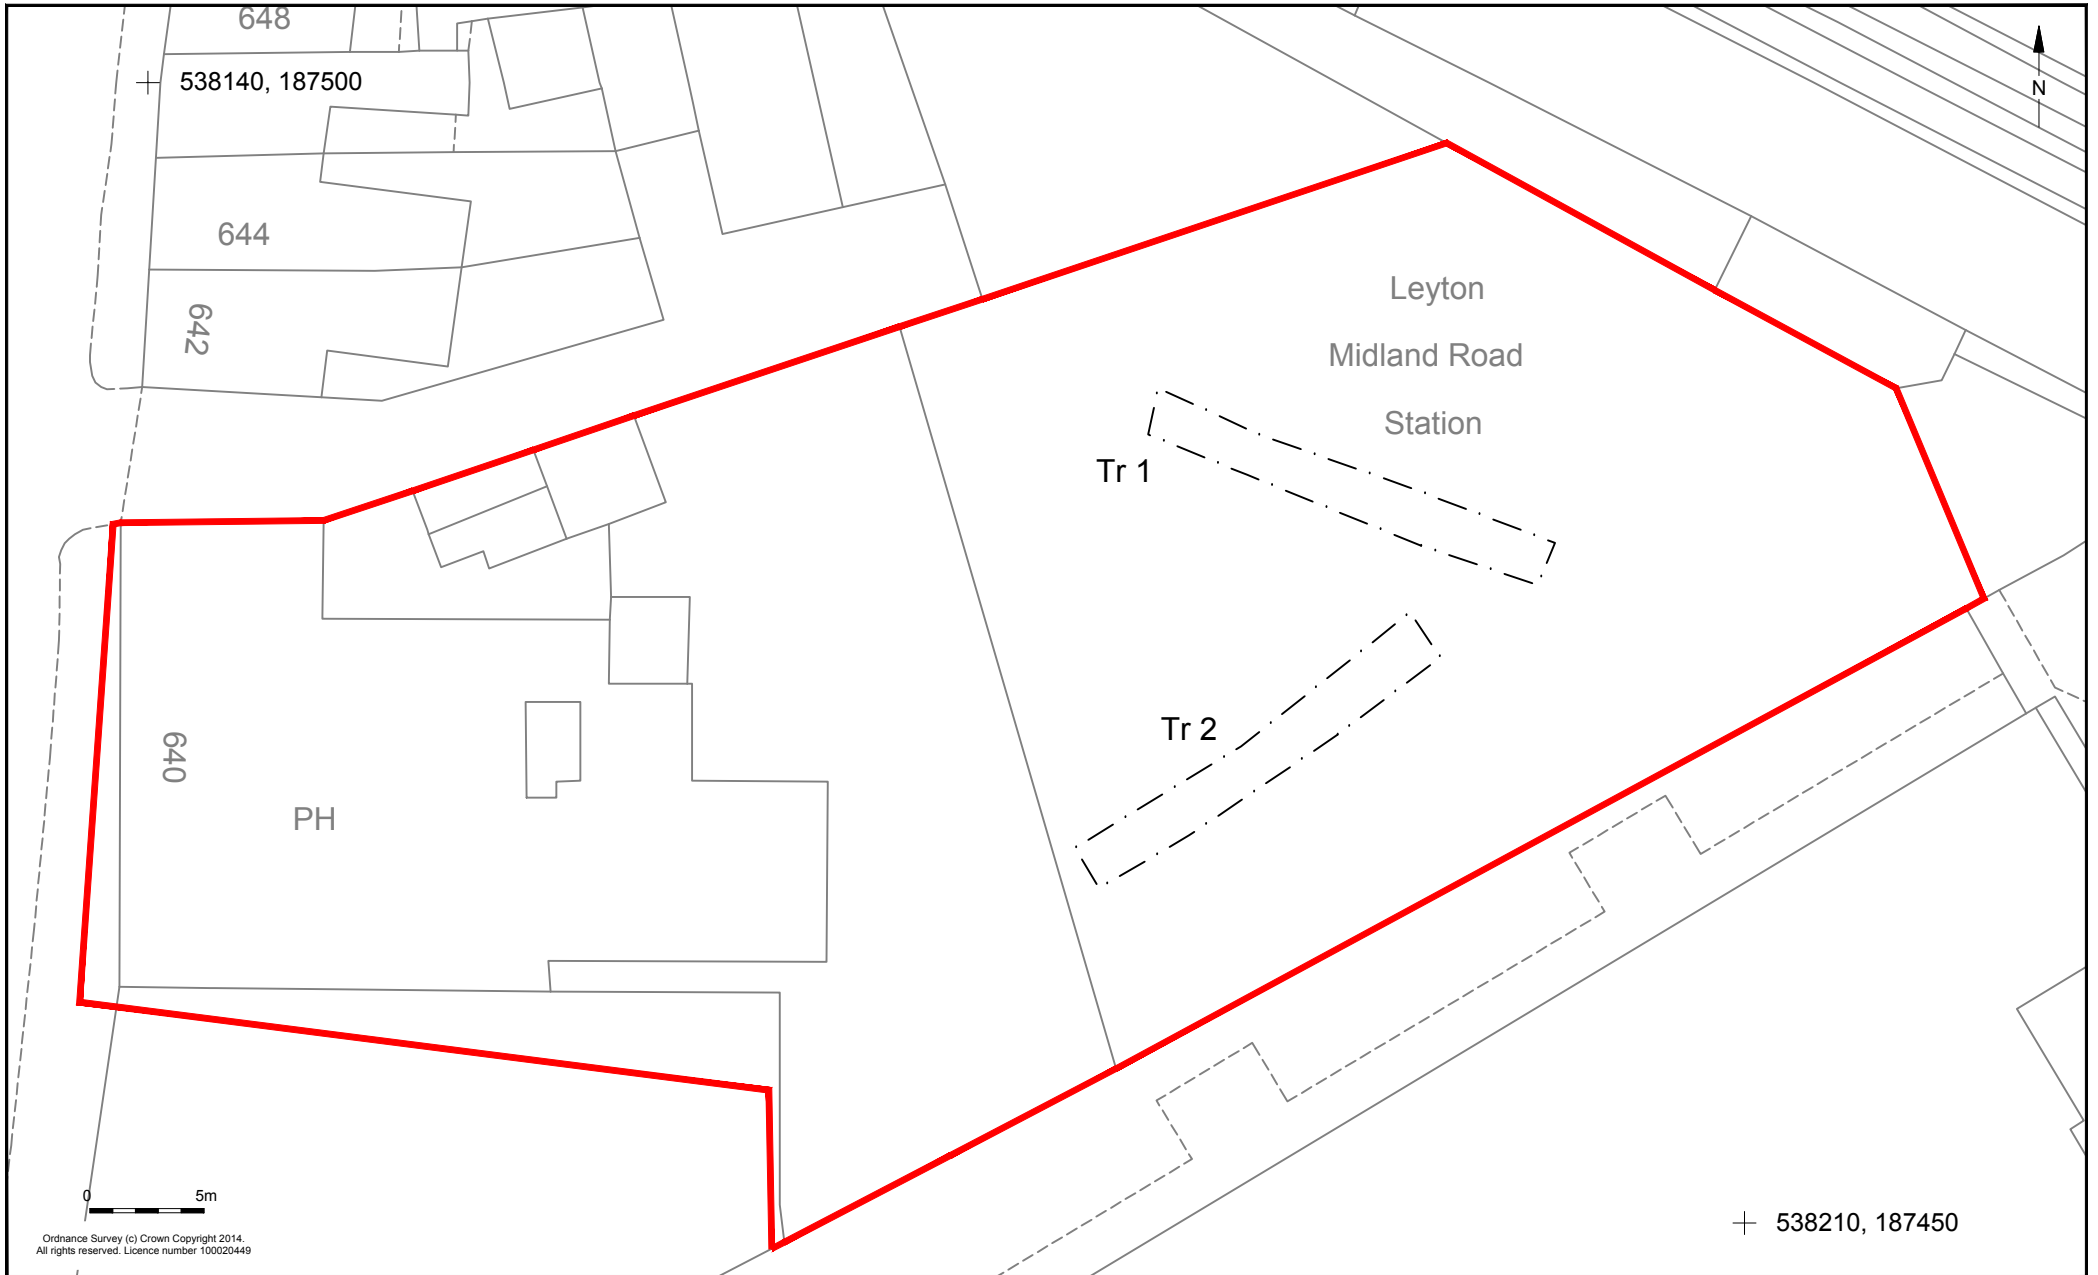 648
538140, 187500
N
644
642
Leyton
Midland Road
Station
Tr 1
Tr 2
640
PH
0 5m
Ordnance Survey (c) Crown Copyright 2014.
All rights reserved. Licence number 100020449
538210, 187450